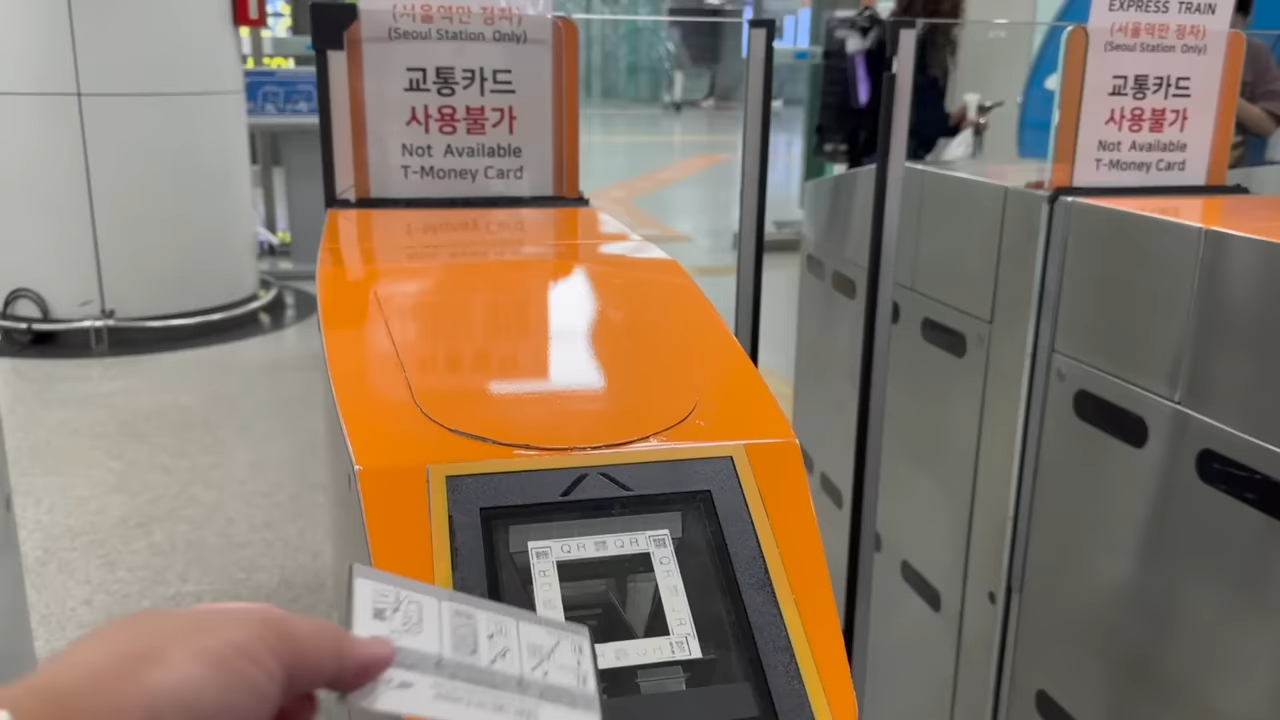 (서울역만 정차)
(Seoul Station Only)
교통카드
사용불가
Not Available
T-Money Card
EXPRESS TRAIN
(서울역만 정차)
(Seoul Station Only)
교통카드
사용불가
Not Available
T-Money Card
QR QR
QR
QR